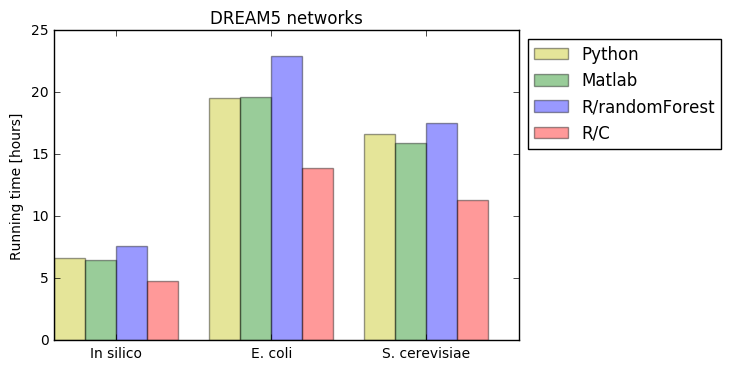 DREAM5 networks
25
20
15
10
5
0
Running time [hours]
In silico
E. coli
S. cerevisiae
Python
Matlab
R/randomForest
R/C